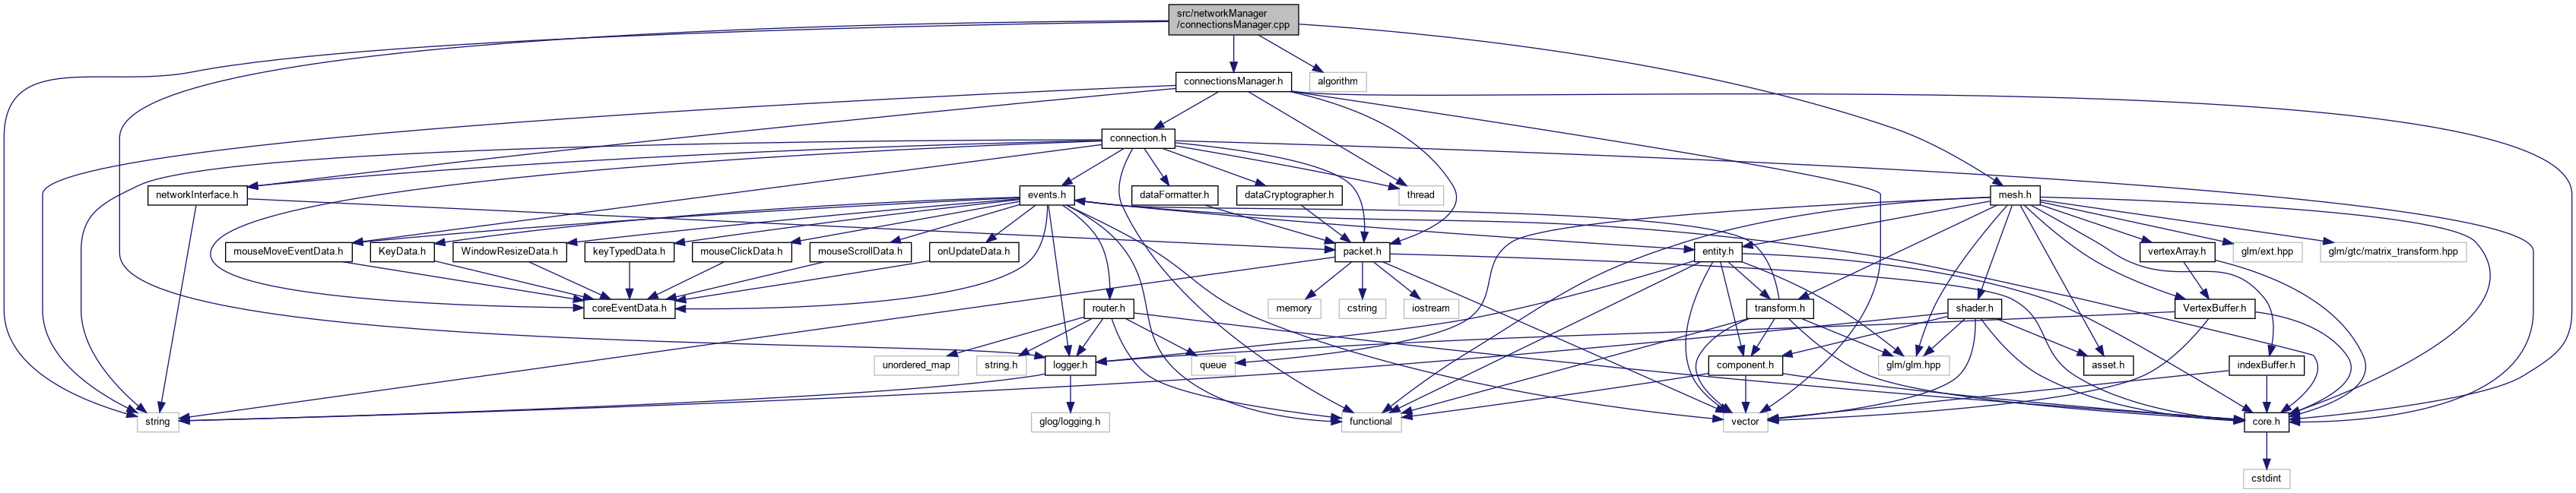 src/networkManager
/connectionsManager.cpp
connectionsManager.h
algorithm
connection.h
networkInterface.h
events.h
dataFormatter.h
dataCryptographer.h
thread
mesh.h
mouseMoveEventData.h
KeyData.h
WindowResizeData.h
keyTypedData.h
mouseClickData.h
mouseScrollData.h
onUpdateData.h
packet.h
entity.h
vertexArray.h
glm/ext.hpp
glm/gtc/matrix_transform.hpp
coreEventData.h
router.h
memory
cstring
iostream
transform.h
shader.h
VertexBuffer.h
unordered_map
string.h
logger.h
queue
component.h
glm/glm.hpp
asset.h
indexBuffer.h
string
glog/logging.h
functional
vector
core.h
cstdint